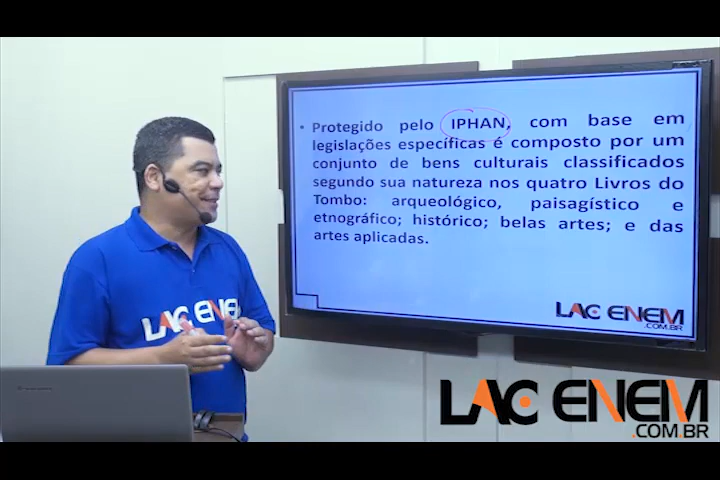 • Protegido pelo IPHAN, com base em
legislações específicas é composto por um
conjunto de bens culturais classificados
segundo sua natureza nos quatro Livros do
Tombo: arqueológico, paisagístico e
etnográfico; histórico; belas artes; e das
artes aplicadas.
LAC ENEM
.COM.BR
LAC ENEM
LAC ENEM
.COM.BR